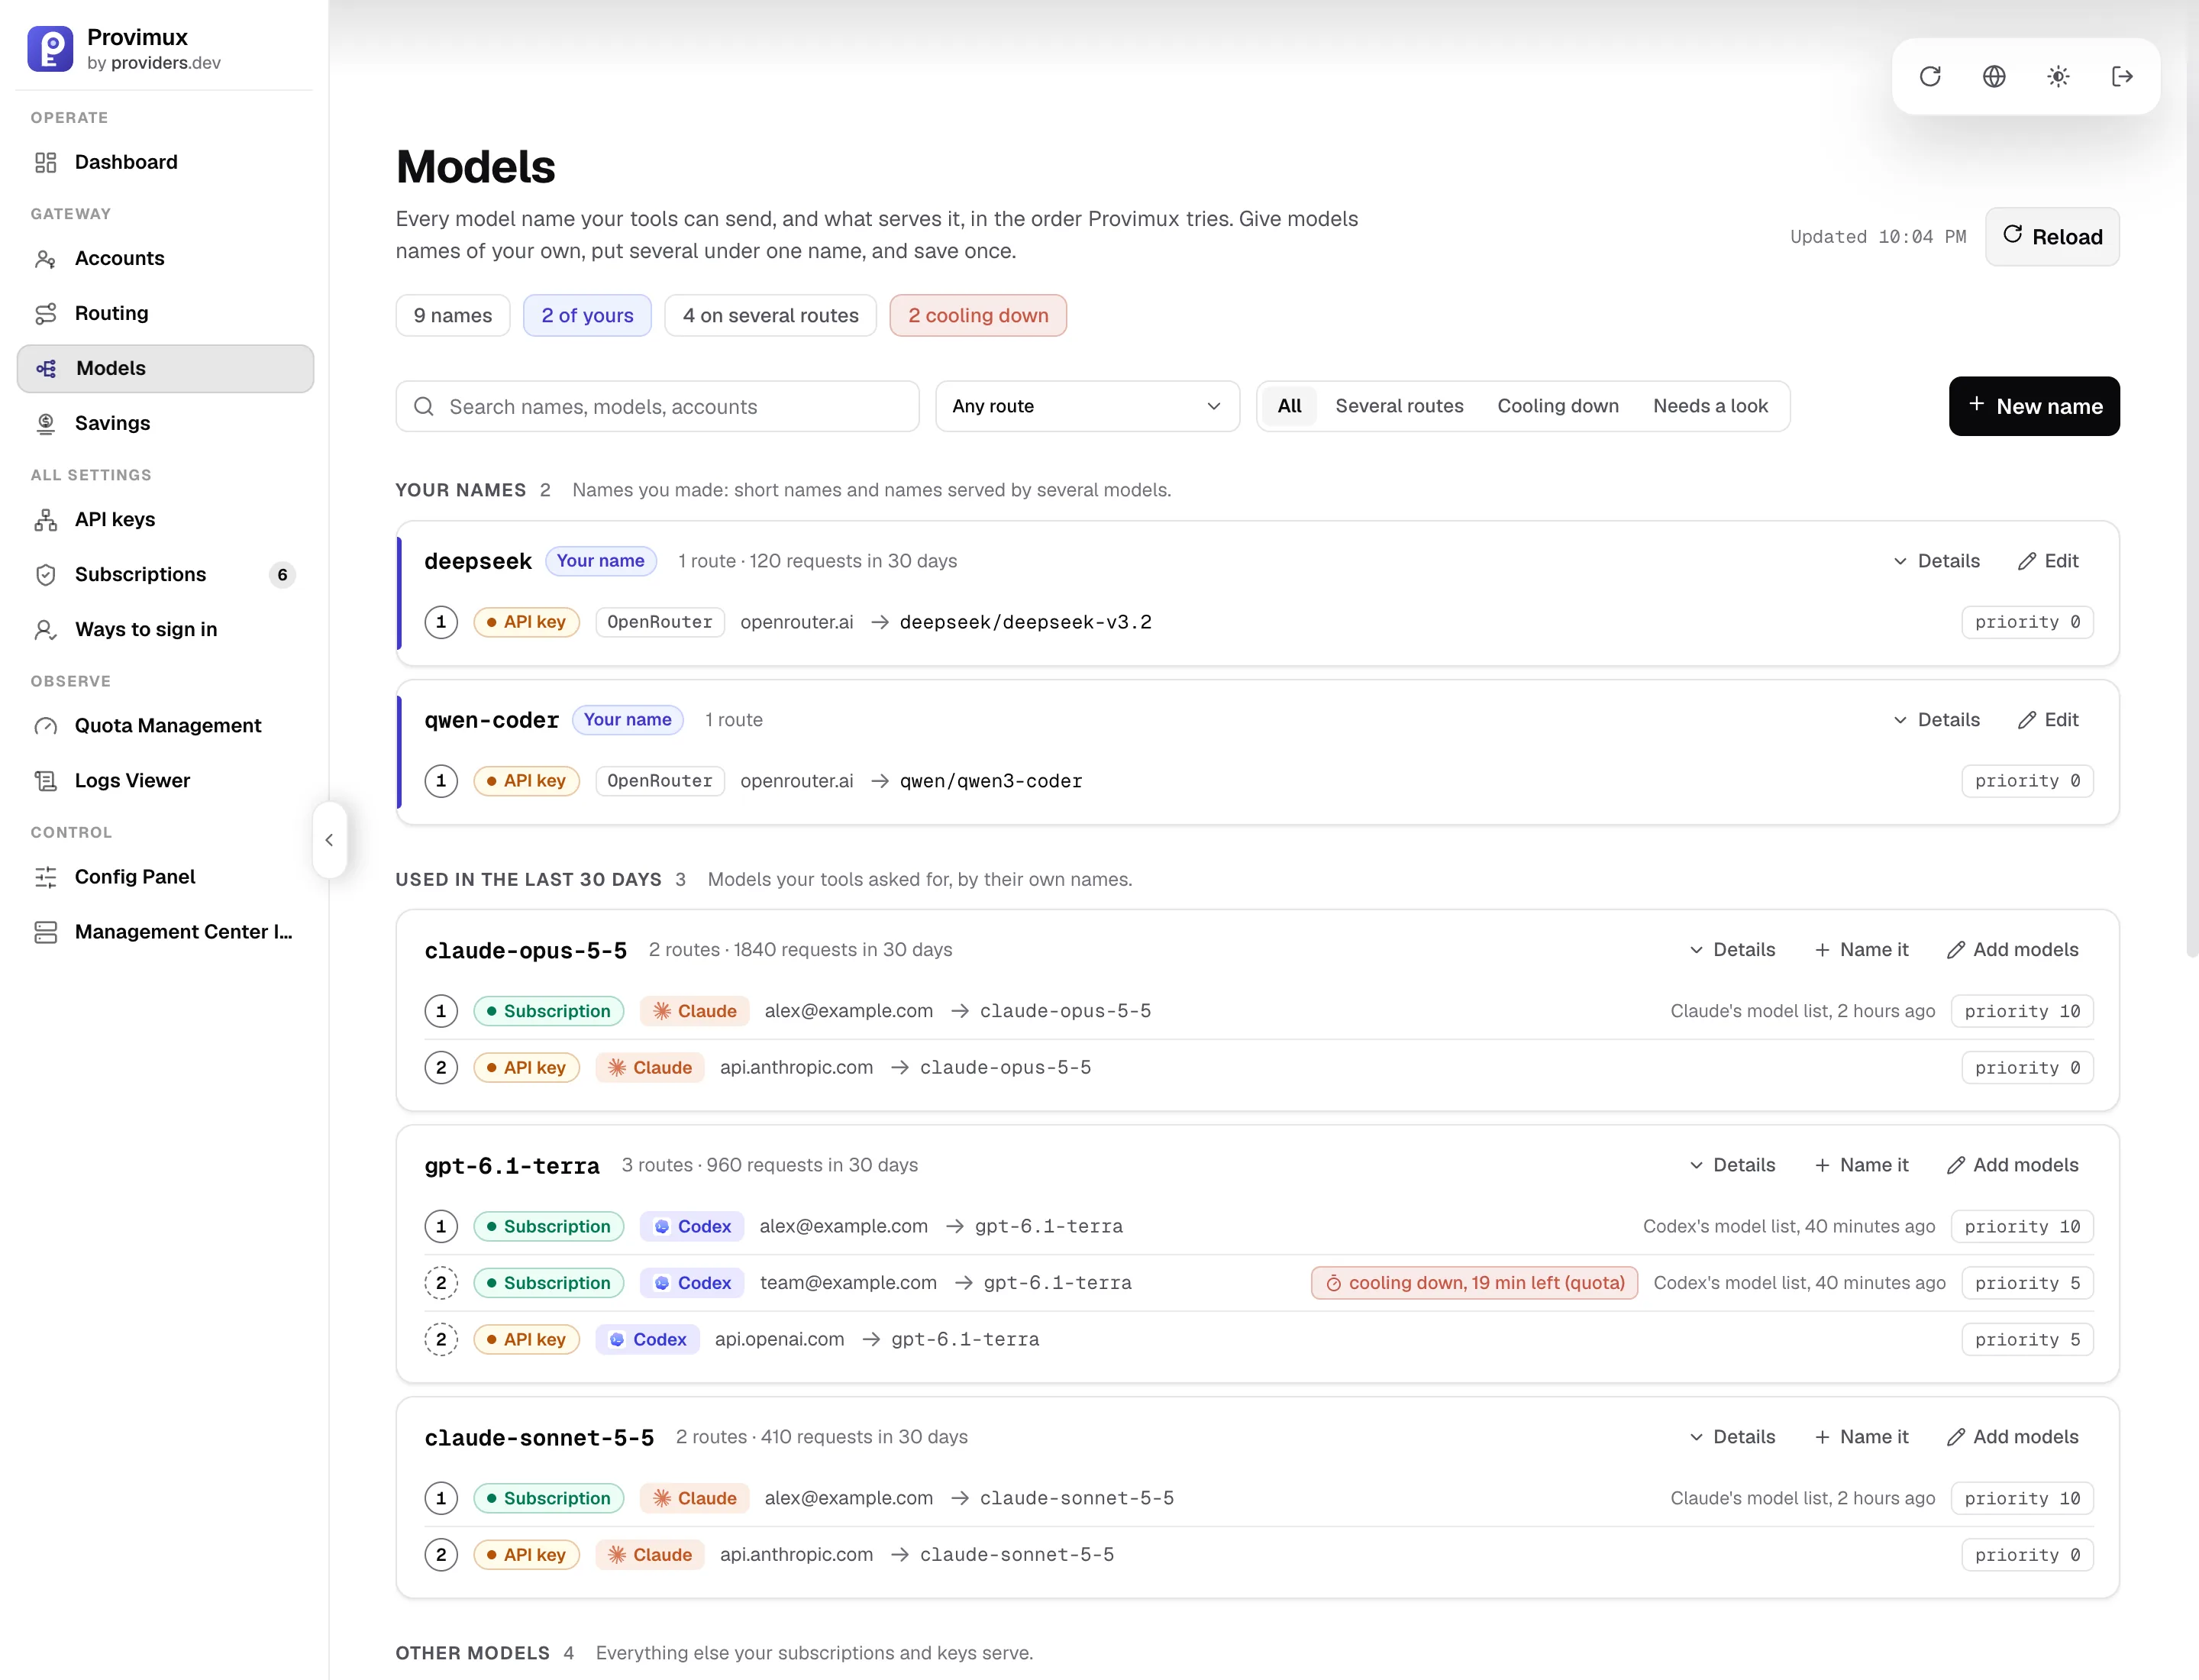 Provimux
by providers.dev
OPERATE
Dashboard
GATEWAY
Accounts
Routing
Models
Savings
ALL SETTINGS
API keys
Subscriptions 6
Ways to sign in
OBSERVE
Quota Management
Logs Viewer
CONTROL
Config Panel
Management Center I...
Models
Every model name your tools can send, and what serves it, in the order Provimux tries. Give models
names of your own, put several under one name, and save once.
Updated 10:04 PM Reload
9 names 2 of yours 4 on several routes 2 cooling down
Search names, models, accounts Any route All Several routes Cooling down Needs a look + New name
YOUR NAMES 2 Names you made: short names and names served by several models.
deepseek Your name 1 route · 120 requests in 30 days Details Edit
1 API key OpenRouter openrouter.ai → deepseek/deepseek-v3.2 priority 0
qwen-coder Your name 1 route Details Edit
1 API key OpenRouter openrouter.ai → qwen/qwen3-coder priority 0
USED IN THE LAST 30 DAYS 3 Models your tools asked for, by their own names.
claude-opus-5-5 2 routes · 1840 requests in 30 days Details + Name it Add models
1 Subscription Claude alex@example.com → claude-opus-5-5 Claude's model list, 2 hours ago priority 10
2 API key Claude api.anthropic.com → claude-opus-5-5 priority 0
gpt-6.1-terra 3 routes · 960 requests in 30 days Details + Name it Add models
1 Subscription Codex alex@example.com → gpt-6.1-terra Codex's model list, 40 minutes ago priority 10
2 Subscription Codex team@example.com → gpt-6.1-terra cooling down, 19 min left (quota) Codex's model list, 40 minutes ago priority 5
2 API key Codex api.openai.com → gpt-6.1-terra priority 5
claude-sonnet-5-5 2 routes · 410 requests in 30 days Details + Name it Add models
1 Subscription Claude alex@example.com → claude-sonnet-5-5 Claude's model list, 2 hours ago priority 10
2 API key Claude api.anthropic.com → claude-sonnet-5-5 priority 0
OTHER MODELS 4 Everything else your subscriptions and keys serve.